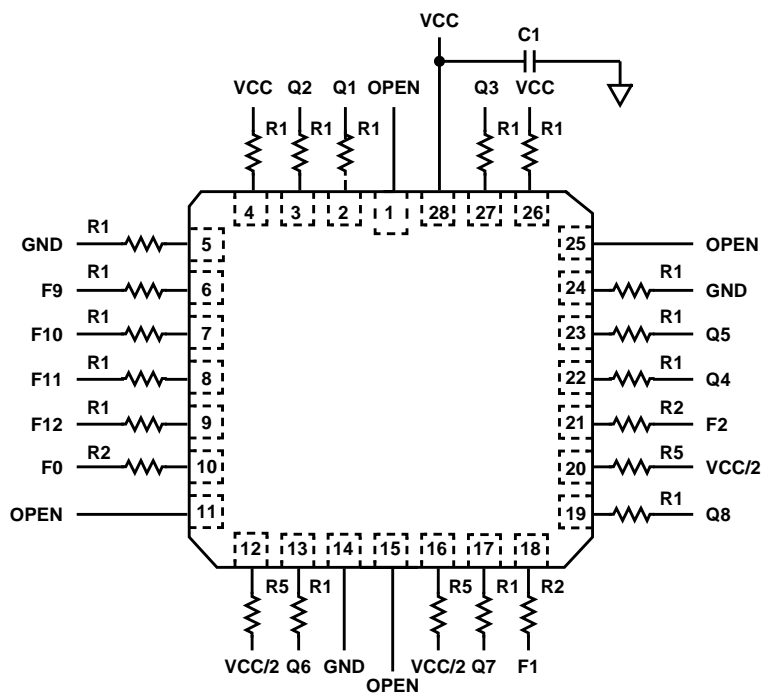 VCC C1
VCC Q2 Q1 OPEN Q3 VCC
R1 R1 R1 R1 R1
4 3 2 1 28 27 26
GND R1 5 25 OPEN
F9 R1 6 24 R1 GND
F10 R1 7 23 R1 Q5
F11 R1 8 22 R1 Q4
F12 R1 9 21 R2 F2
F0 R2 10 20 R5 VCC/2
OPEN 11 19 R1 Q8
12 13 14 15 16 17 18
R5 R1 R5 R1 R2
VCC/2 Q6 GND VCC/2 Q7 F1
OPEN